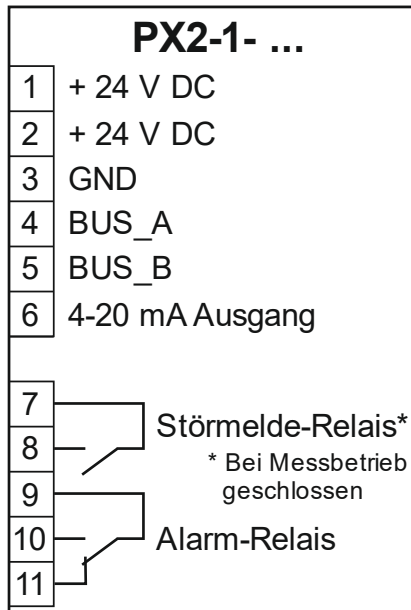 PX2-1- ...
1 + 24 V DC
2 + 24 V DC
3 GND
4 BUS_A
5 BUS_B
6 4-20 mA Ausgang
7
Störmelde-Relais*
8
* Bei Messbetrieb
geschlossen
9
10 Alarm-Relais
11